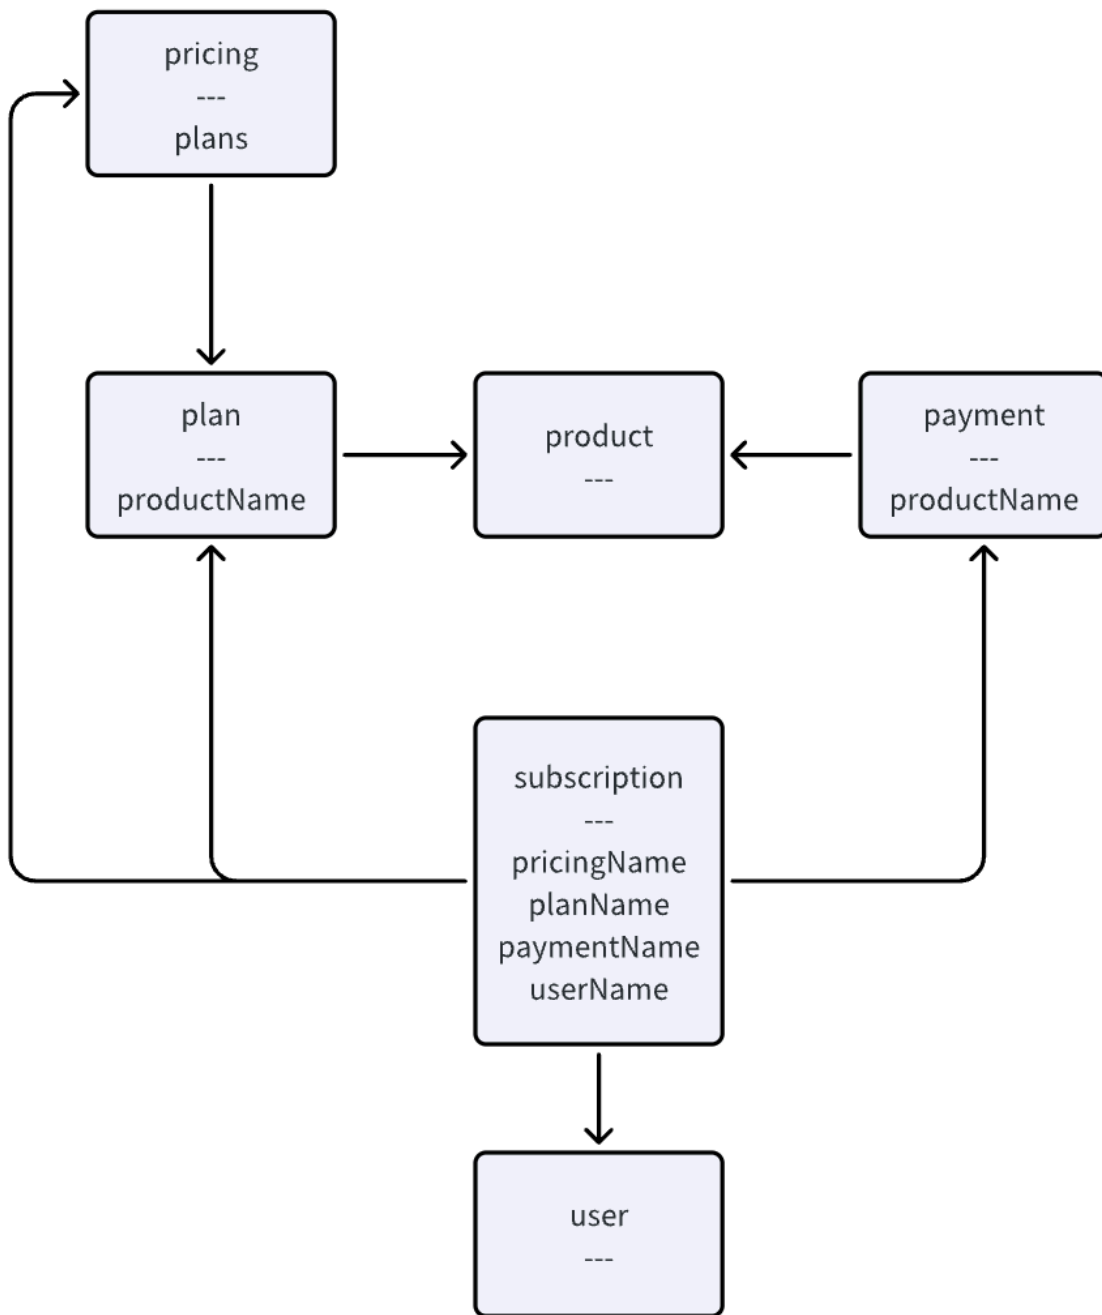 pricing
---
plans
plan
---
productName
product
---
payment
---
productName
subscription
---
pricingName
planName
paymentName
userName
user
---